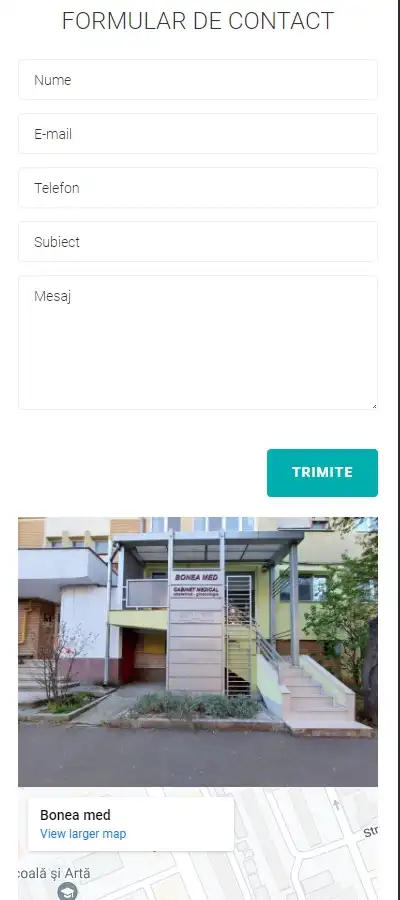 FORMULAR DE CONTACT
Nume
E-mail
Telefon
Subiect
Mesaj
TRIMITE
BONEA MED
CABINET MEDICAL
obstetrică - ginecologie
Bonea med
View larger map
Str
coală și Artă